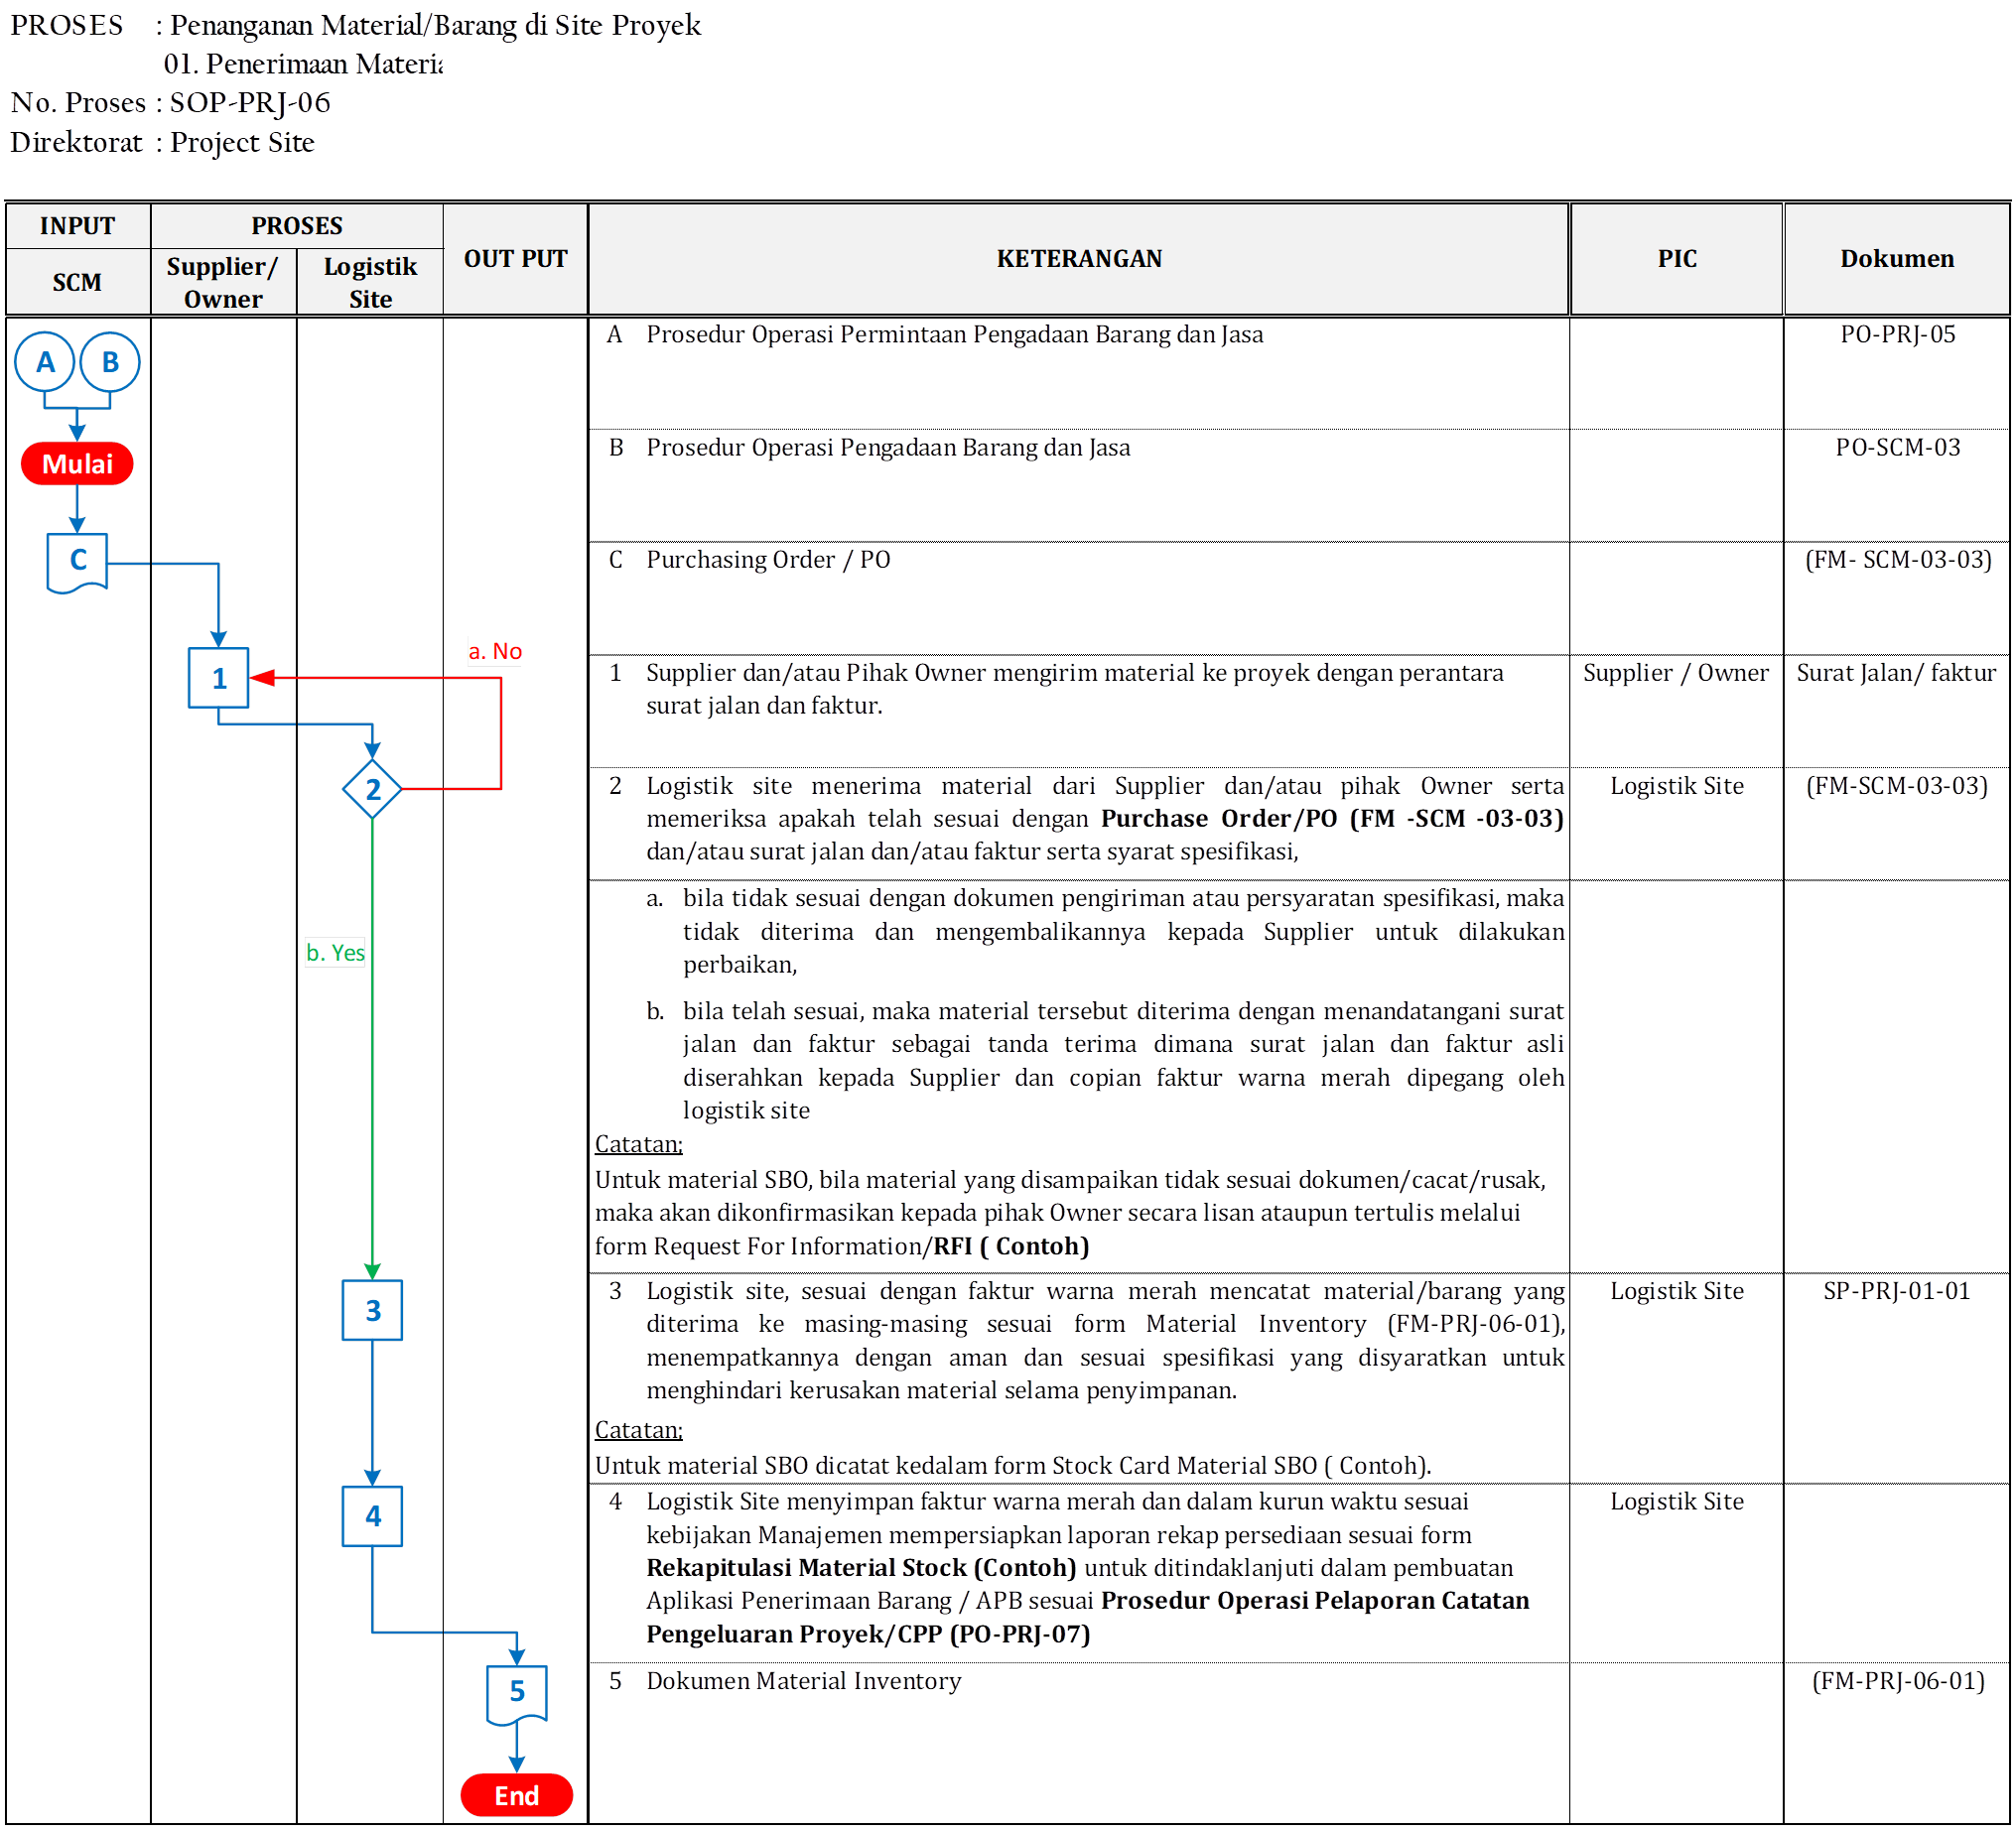 PROSES : Penanganan Material/Barang di Site Proyek
01. Penerimaan Materia
No. Proses : SOP-PRJ-06
Direktorat : Project Site
INPUT PROSES OUT PUT KETERANGAN PIC Dokumen
SCM Supplier/ Owner Logistik Site
A B
Mulai
C
1
a. No
2
b. Yes
3
4
5
End
A Prosedur Operasi Permintaan Pengadaan Barang dan Jasa PO-PRJ-05
B Prosedur Operasi Pengadaan Barang dan Jasa PO-SCM-03
C Purchasing Order / PO (FM- SCM-03-03)
1 Supplier dan/atau Pihak Owner mengirim material ke proyek dengan perantara Supplier / Owner Surat Jalan/ faktur
surat jalan dan faktur.
2 Logistik site menerima material dari Supplier dan/atau pihak Owner serta Logistik Site (FM-SCM-03-03)
memeriksa apakah telah sesuai dengan Purchase Order/PO (FM -SCM -03-03)
dan/atau surat jalan dan/atau faktur serta syarat spesifikasi,
a. bila tidak sesuai dengan dokumen pengiriman atau persyaratan spesifikasi, maka
tidak diterima dan mengembalikannya kepada Supplier untuk dilakukan
perbaikan,
b. bila telah sesuai, maka material tersebut diterima dengan menandatangani surat
jalan dan faktur sebagai tanda terima dimana surat jalan dan faktur asli
diserahkan kepada Supplier dan copian faktur warna merah dipegang oleh
logistik site
Catatan;
Untuk material SBO, bila material yang disampaikan tidak sesuai dokumen/cacat/rusak,
maka akan dikonfirmasikan kepada pihak Owner secara lisan ataupun tertulis melalui
form Request For Information/RFI ( Contoh)
3 Logistik site, sesuai dengan faktur warna merah mencatat material/barang yang Logistik Site SP-PRJ-01-01
diterima ke masing-masing sesuai form Material Inventory (FM-PRJ-06-01),
menempatkannya dengan aman dan sesuai spesifikasi yang disyaratkan untuk
menghindari kerusakan material selama penyimpanan.
Catatan;
Untuk material SBO dicatat kedalam form Stock Card Material SBO ( Contoh).
4 Logistik Site menyimpan faktur warna merah dan dalam kurun waktu sesuai Logistik Site
kebijakan Manajemen mempersiapkan laporan rekap persediaan sesuai form
Rekapitulasi Material Stock (Contoh) untuk ditindaklanjuti dalam pembuatan
Aplikasi Penerimaan Barang / APB sesuai Prosedur Operasi Pelaporan Catatan
Pengeluaran Proyek/CPP (PO-PRJ-07)
5 Dokumen Material Inventory (FM-PRJ-06-01)